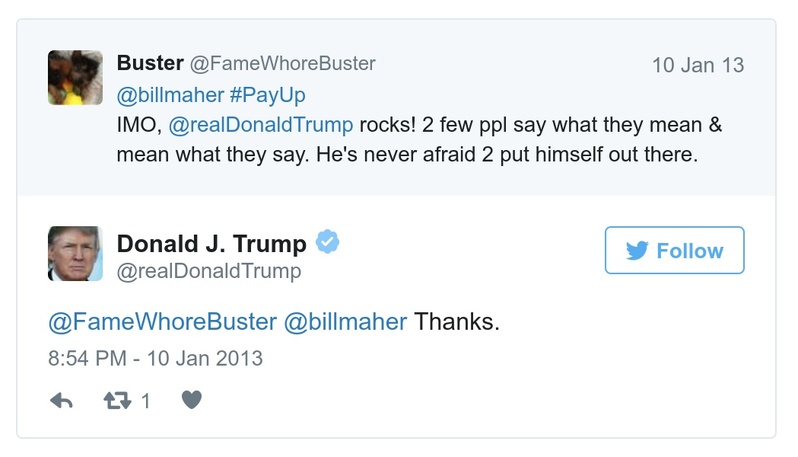 Buster @FameWhoreBuster
10 Jan 13
@billmaher #PayUp
IMO, @realDonaldTrump rocks! 2 few ppl say what they mean &
mean what they say. He's never afraid 2 put himself out there.
Donald J. Trump
@realDonaldTrump
Follow
@FameWhoreBuster @billmaher Thanks.
8:54 PM - 10 Jan 2013
1